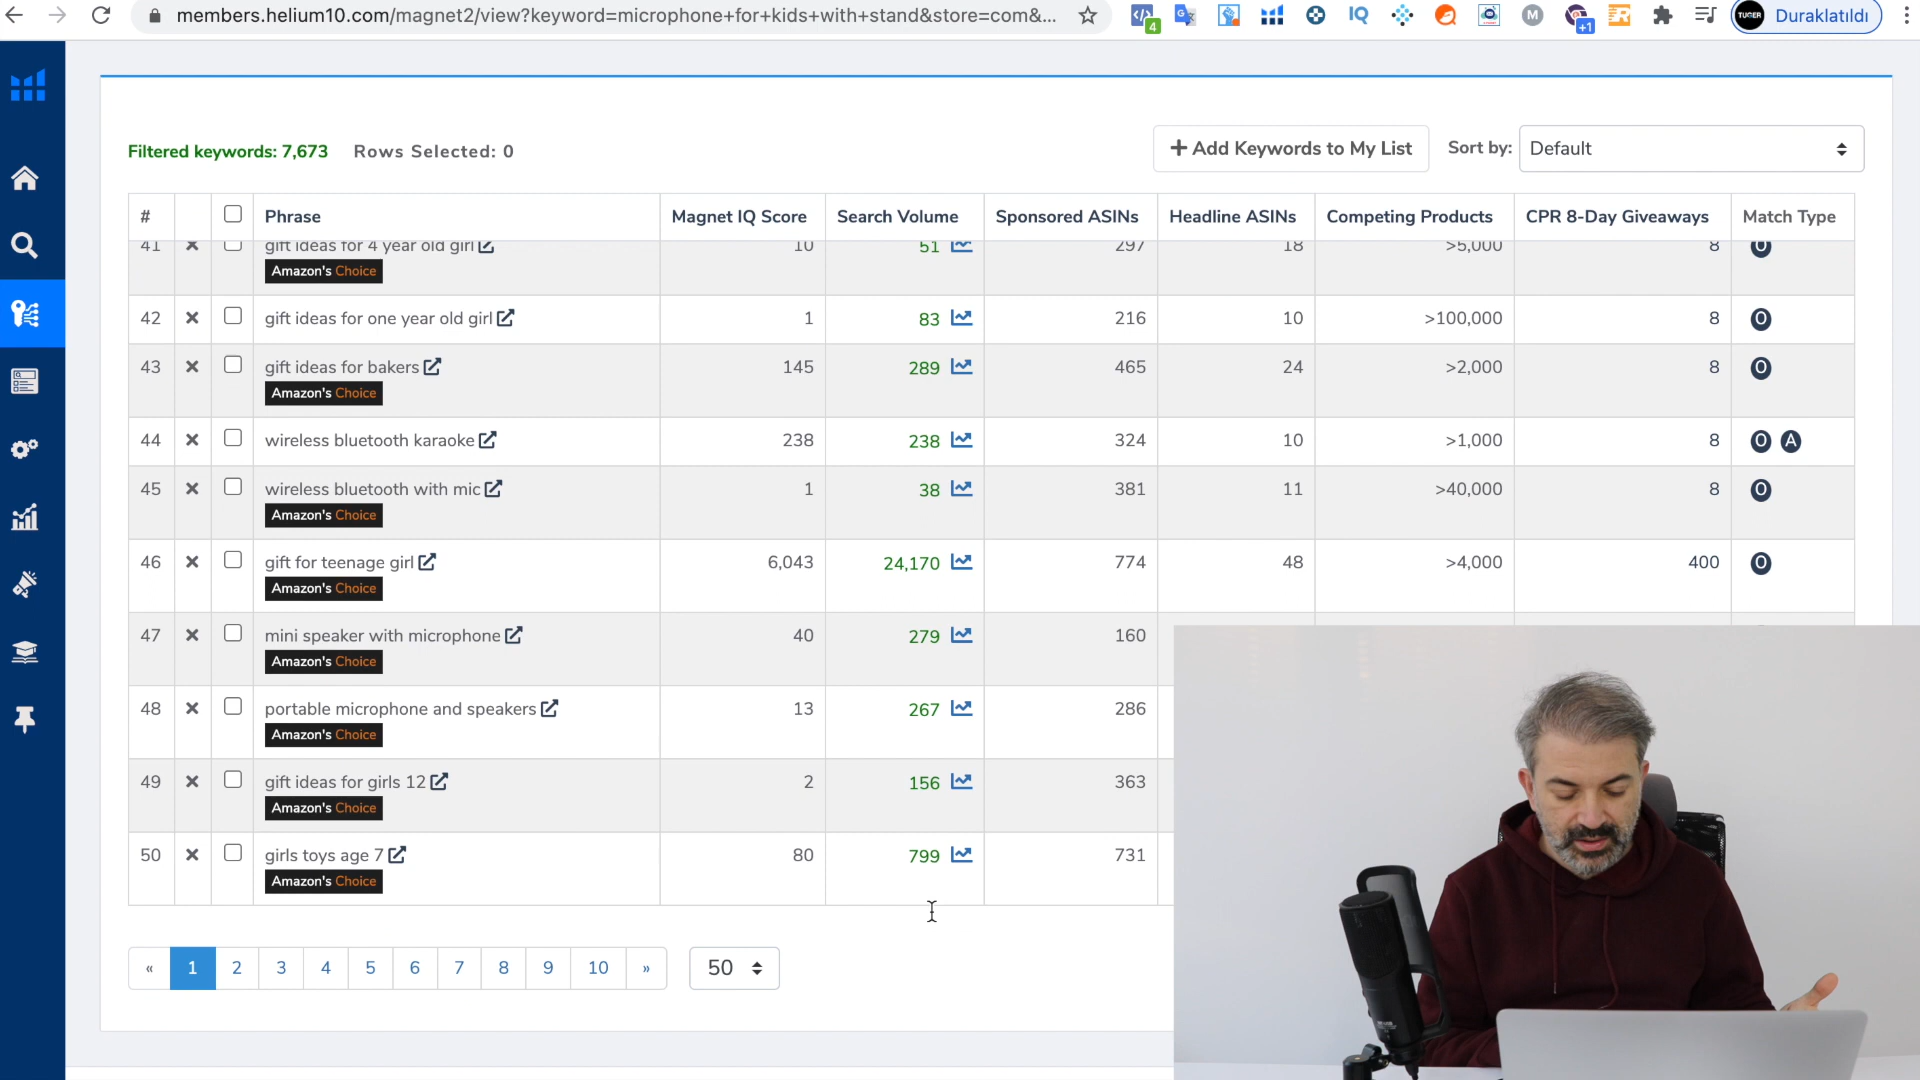 members.helium10.com/magnet2/view?keyword=microphone+for+kids+with+stand&store=com&...
4
IQ
M
+1
TUNCER
Duraklatıldı
Filtered keywords: 7,673 Rows Selected: 0
+ Add Keywords to My List
Sort by: Default
# Phrase Magnet IQ Score Search Volume Sponsored ASINs Headline ASINs Competing Products CPR 8-Day Giveaways Match Type
41 gift ideas for 4 year old girl 10 51 297 18 >5,000 8 O
Amazon's Choice
42 gift ideas for one year old girl 1 83 216 10 >100,000 8 O
43 gift ideas for bakers 145 289 465 24 >2,000 8 O
Amazon's Choice
44 wireless bluetooth karaoke 238 238 324 10 >1,000 8 O A
45 wireless bluetooth with mic 1 38 381 11 >40,000 8 O
Amazon's Choice
46 gift for teenage girl 6,043 24,170 774 48 >4,000 400 O
Amazon's Choice
47 mini speaker with microphone 40 279 160
Amazon's Choice
48 portable microphone and speakers 13 267 286
Amazon's Choice
49 gift ideas for girls 12 2 156 363
Amazon's Choice
50 girls toys age 7 80 799 731
Amazon's Choice
« 1 2 3 4 5 6 7 8 9 10 » 50